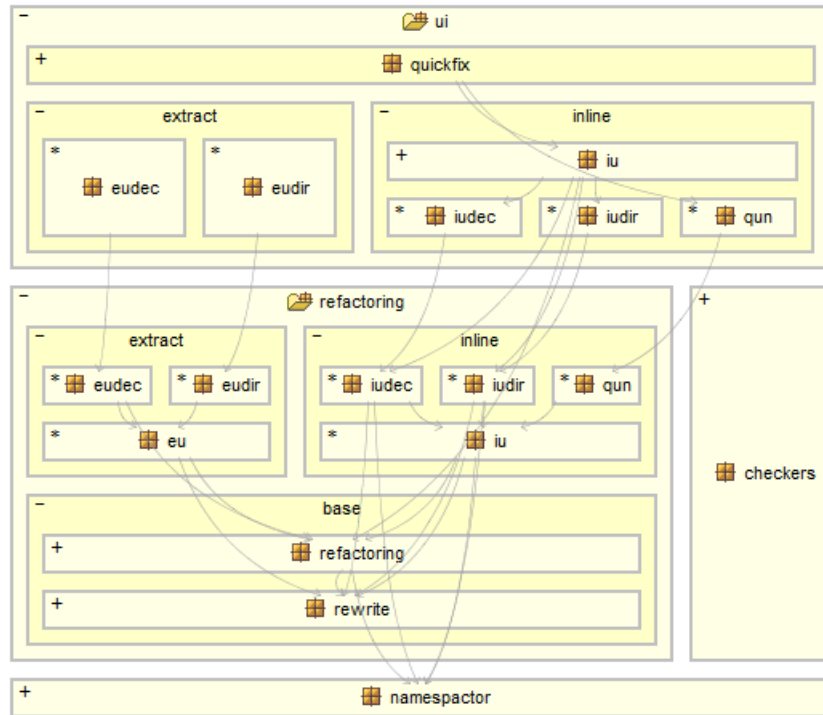 − ui
+ quickfix
− extract − inline
* eudec * eudir + iu
* iudec * iudir * qun
− refactoring +
− extract − inline
* eudec * eudir * iudec * iudir * qun
* eu * iu
checkers
− base
+ refactoring
+ rewrite
+ namespactor